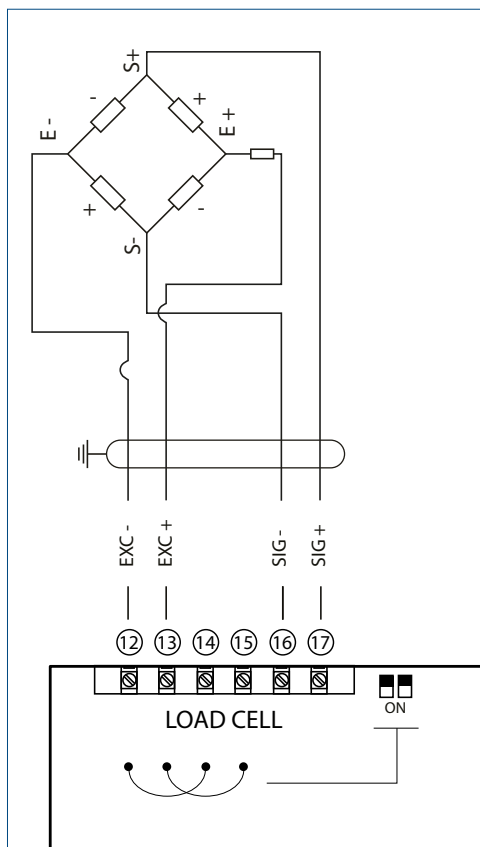 S+
-
+
E -
E +
+
-
S-
EXC -
EXC +
SIG -
SIG +
12
13
14
15
16
17
ON
LOAD CELL